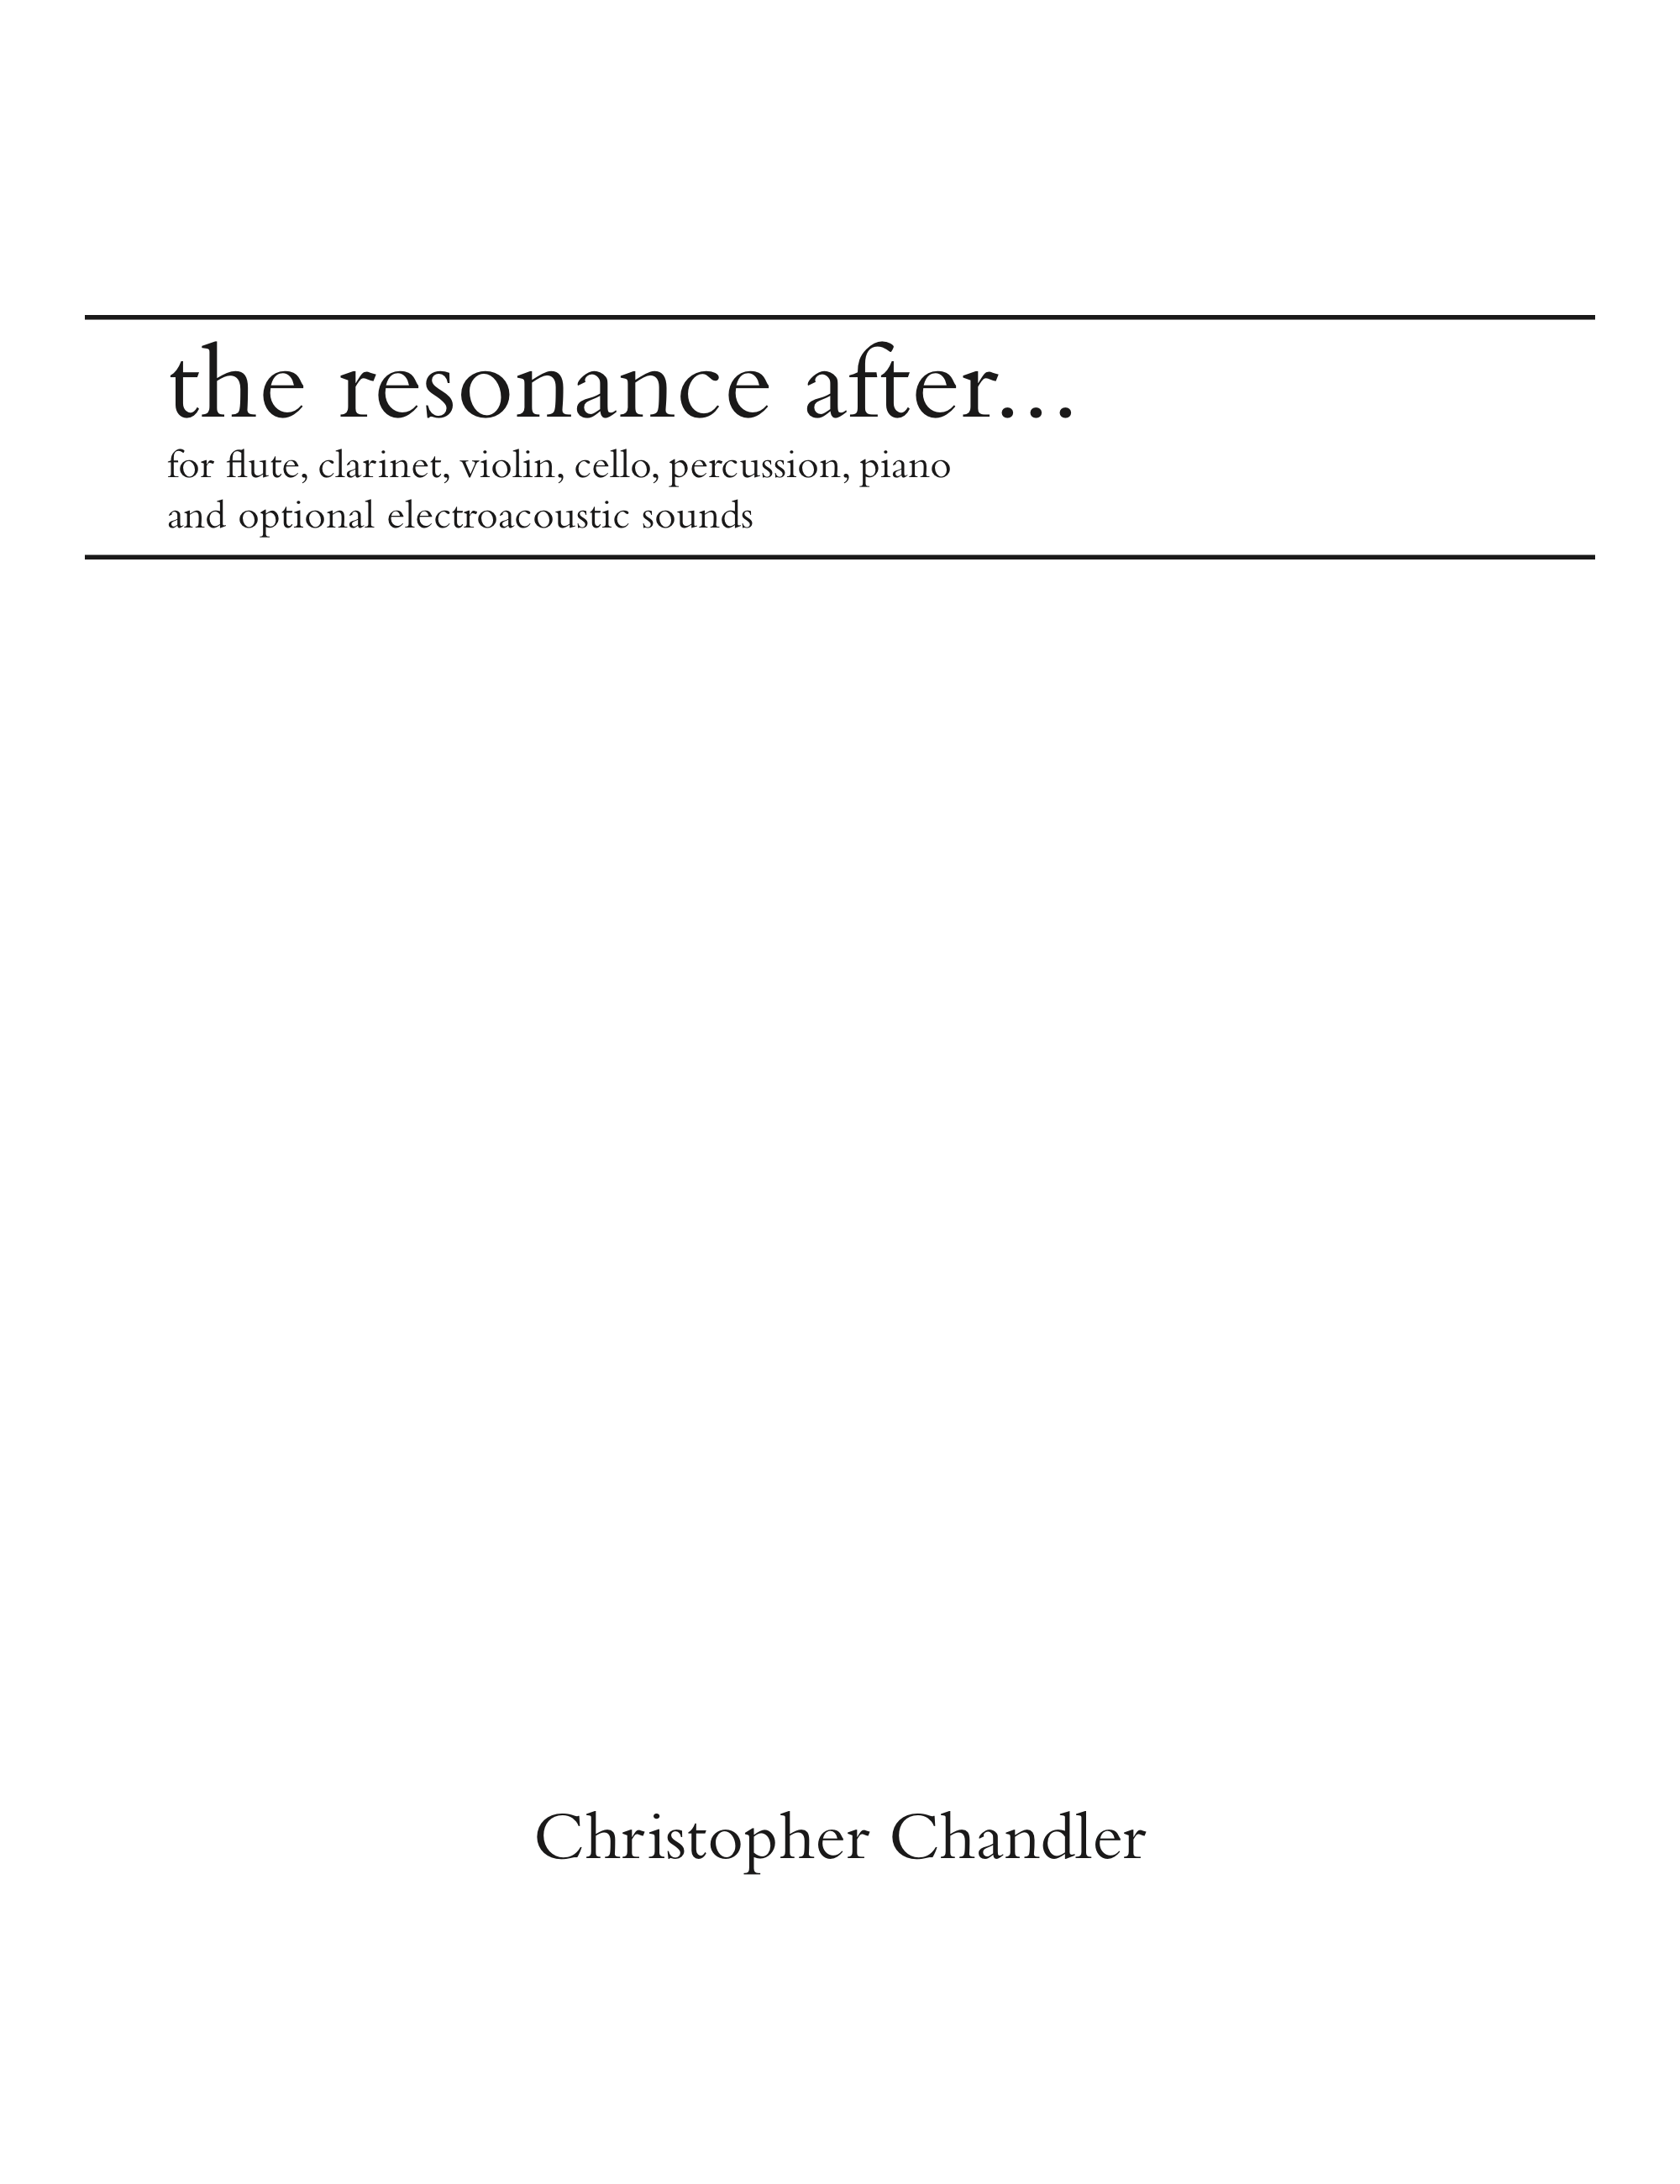 the resonance after...
for flute, clarinet, violin, cello, percussion, piano
and optional electroacoustic sounds
Christopher Chandler